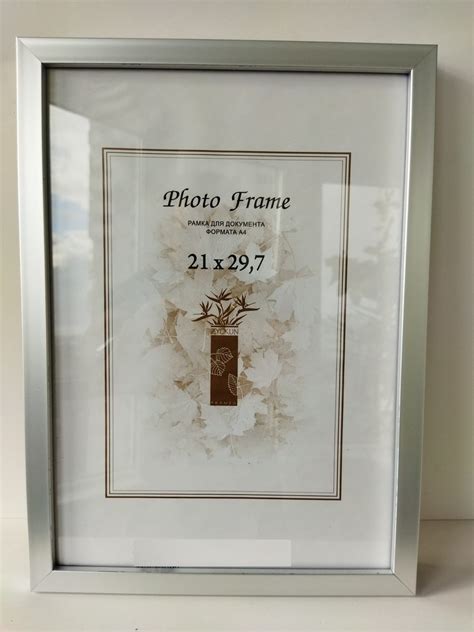 Photo Frame
РАМКА ДЛЯ ДОКУМЕНТА
ФОРМАТА А4
21 x 29,7